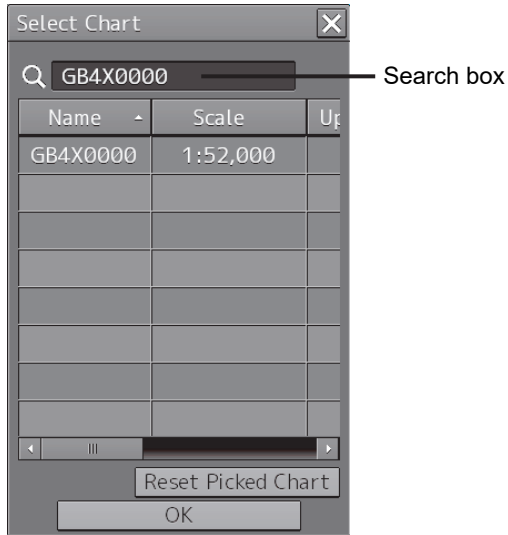 Select Chart
GB4X0000
Search box
Name Scale Up
GB4X0000 1:52,000
Reset Picked Chart
OK